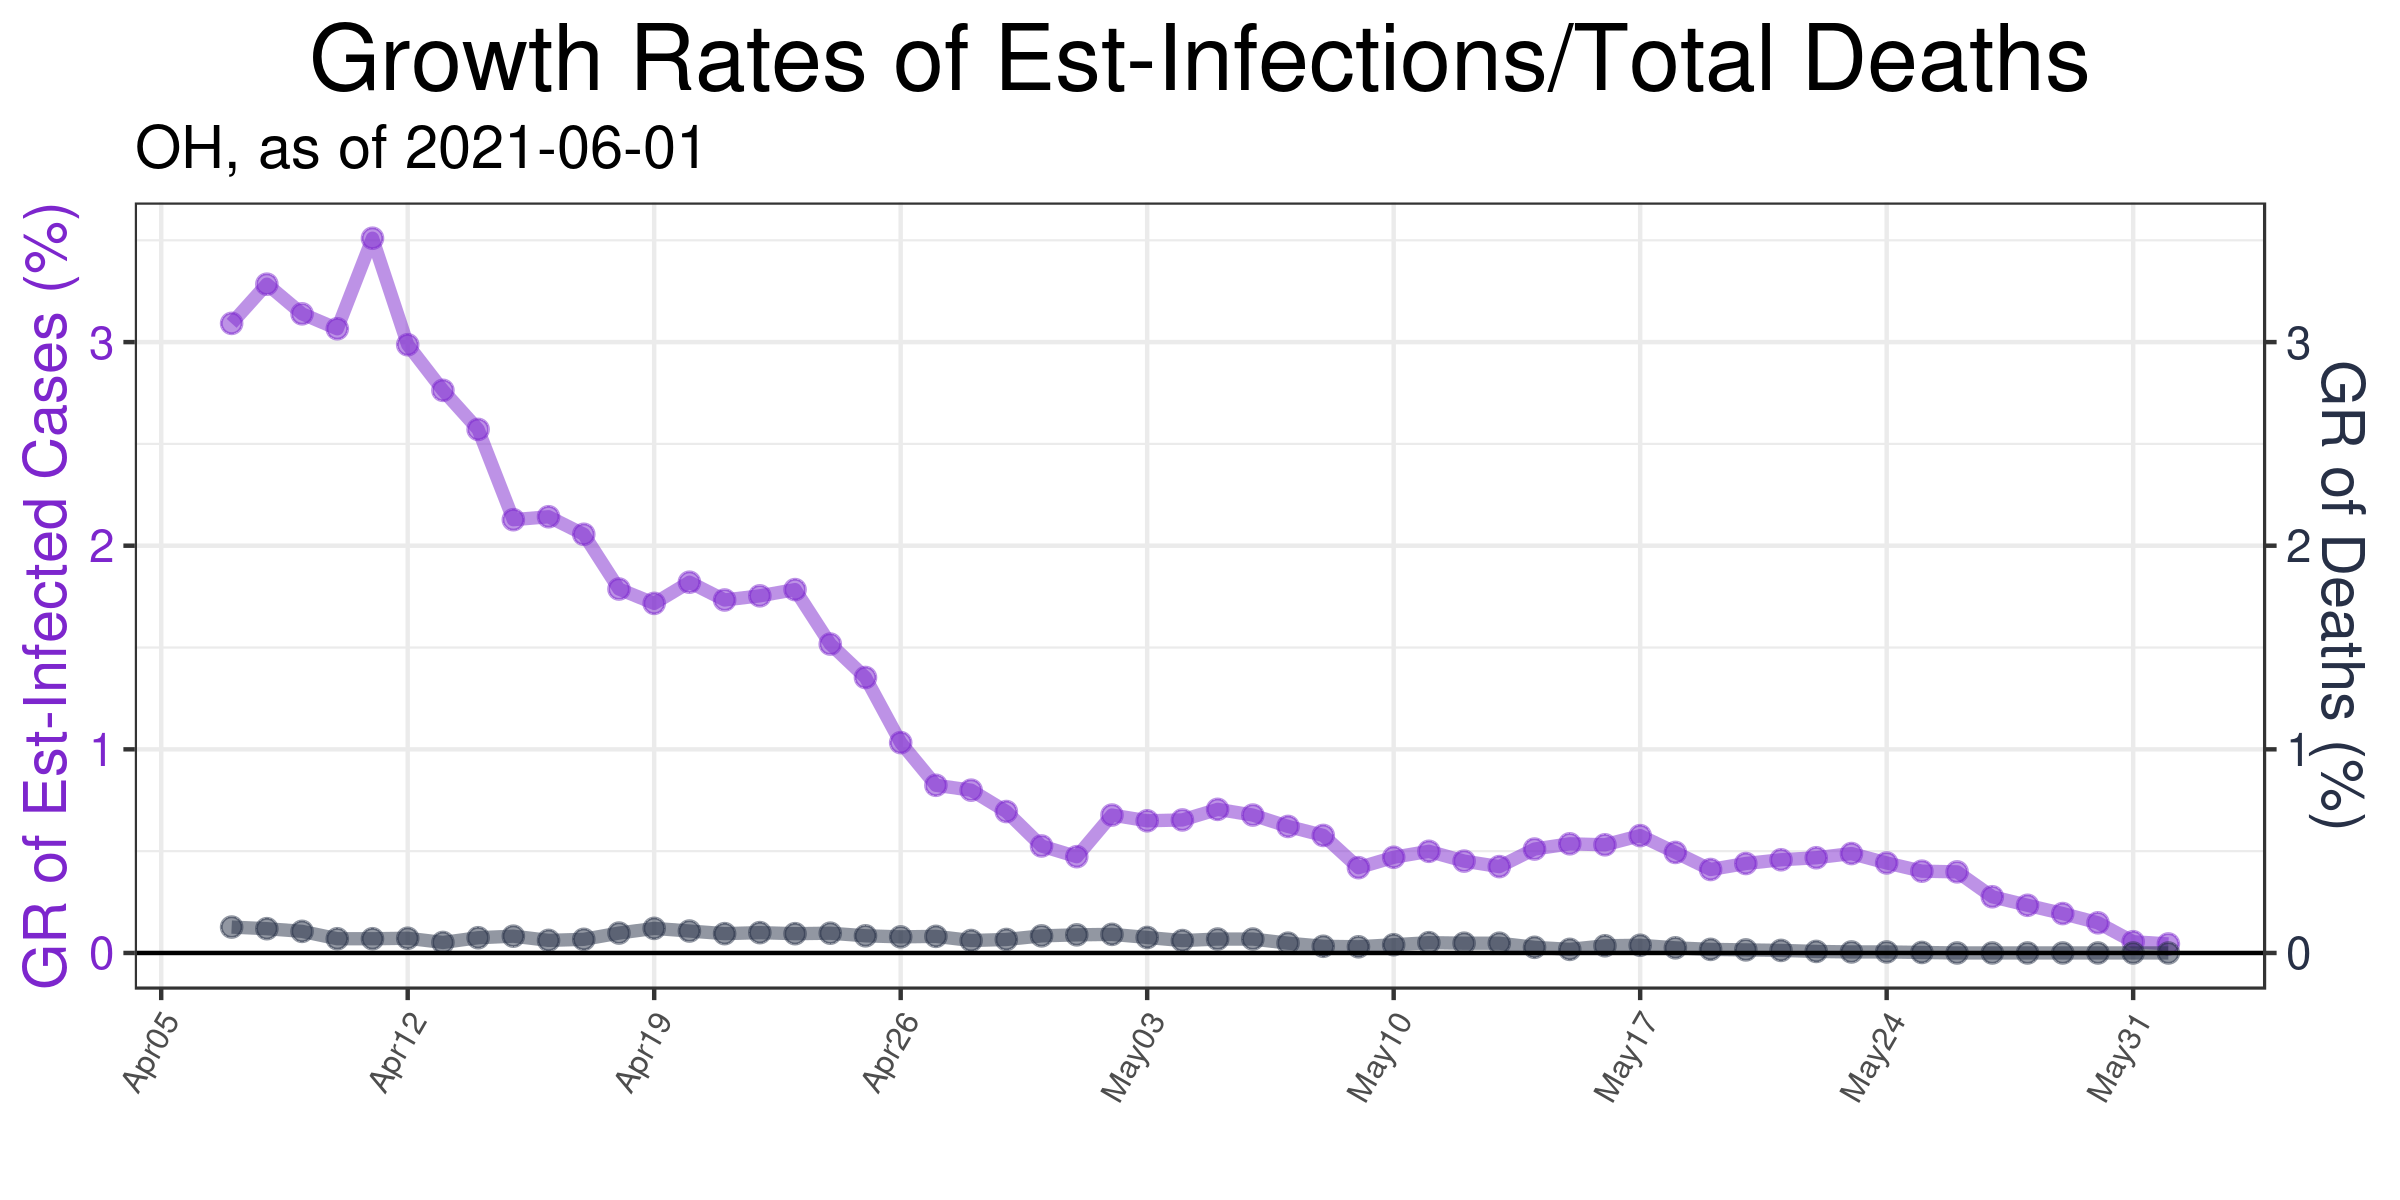 Growth Rates of Est-Infections/Total Deaths
OH, as of 2021-06-01
GR of Est-Infected Cases (%)
3
2
1
0
3
2
1
0
GR of Deaths (%)
Apr05
Apr12
Apr19
Apr26
May03
May10
May17
May24
May31